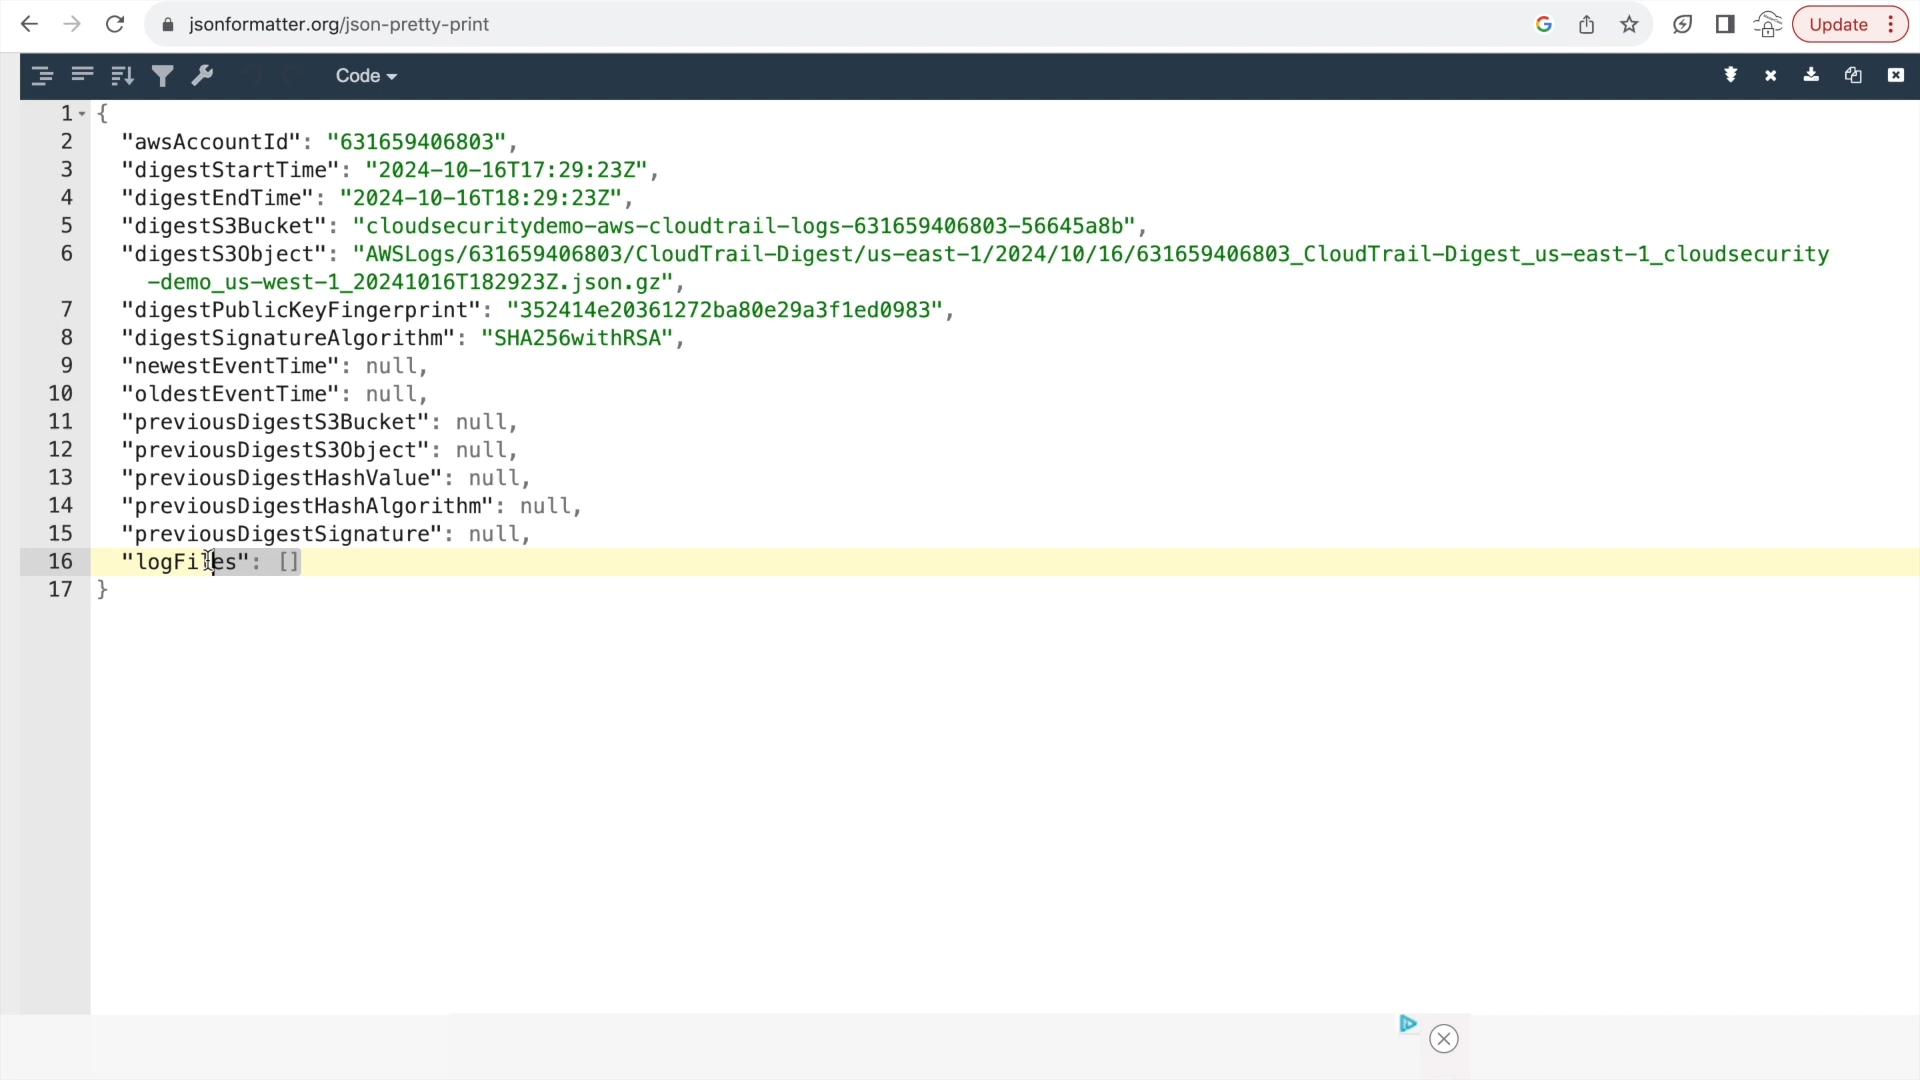 jsonformatter.org/json-pretty-print
Update
Code
1 {
2 "awsAccountId": "631659406803",
3 "digestStartTime": "2024-10-16T17:29:23Z",
4 "digestEndTime": "2024-10-16T18:29:23Z",
5 "digestS3Bucket": "cloudsecuritydemo-aws-cloudtrail-logs-631659406803-56645a8b",
6 "digestS3Object": "AWSLogs/631659406803/CloudTrail-Digest/us-east-1/2024/10/16/631659406803_CloudTrail-Digest_us-east-1_cloudsecurity
-demo_us-west-1_20241016T182923Z.json.gz",
7 "digestPublicKeyFingerprint": "352414e20361272ba80e29a3f1ed0983",
8 "digestSignatureAlgorithm": "SHA256withRSA",
9 "newestEventTime": null,
10 "oldestEventTime": null,
11 "previousDigestS3Bucket": null,
12 "previousDigestS3Object": null,
13 "previousDigestHashValue": null,
14 "previousDigestHashAlgorithm": null,
15 "previousDigestSignature": null,
16 "logFiles": []
17 }